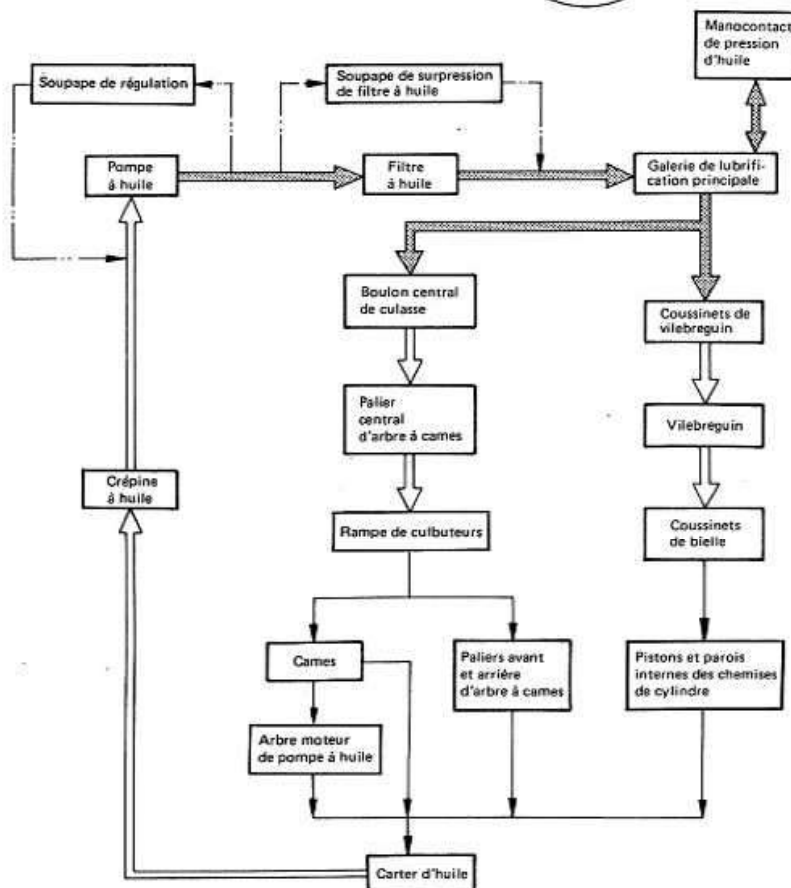 Manocontact
de pression
d'huile
Soupape de régulation
Soupape de surpression
de filtre à huile
Pompe
à huile
Filtre
à huile
Galerie de lubrifi-
cation principale
Boulon central
de culasse
Coussinets de
vilebreguin
Palier
central
d'arbre à cames
Vilebreguin
Crépine
à huile
Rampe de culbuteurs
Coussinets
de bielle
Cames
Paliers avant
et arrière
d'arbre à cames
Pistons et parois
internes des chemises
de cylindre
Arbre moteur
de pompe à huile
Carter d'huile